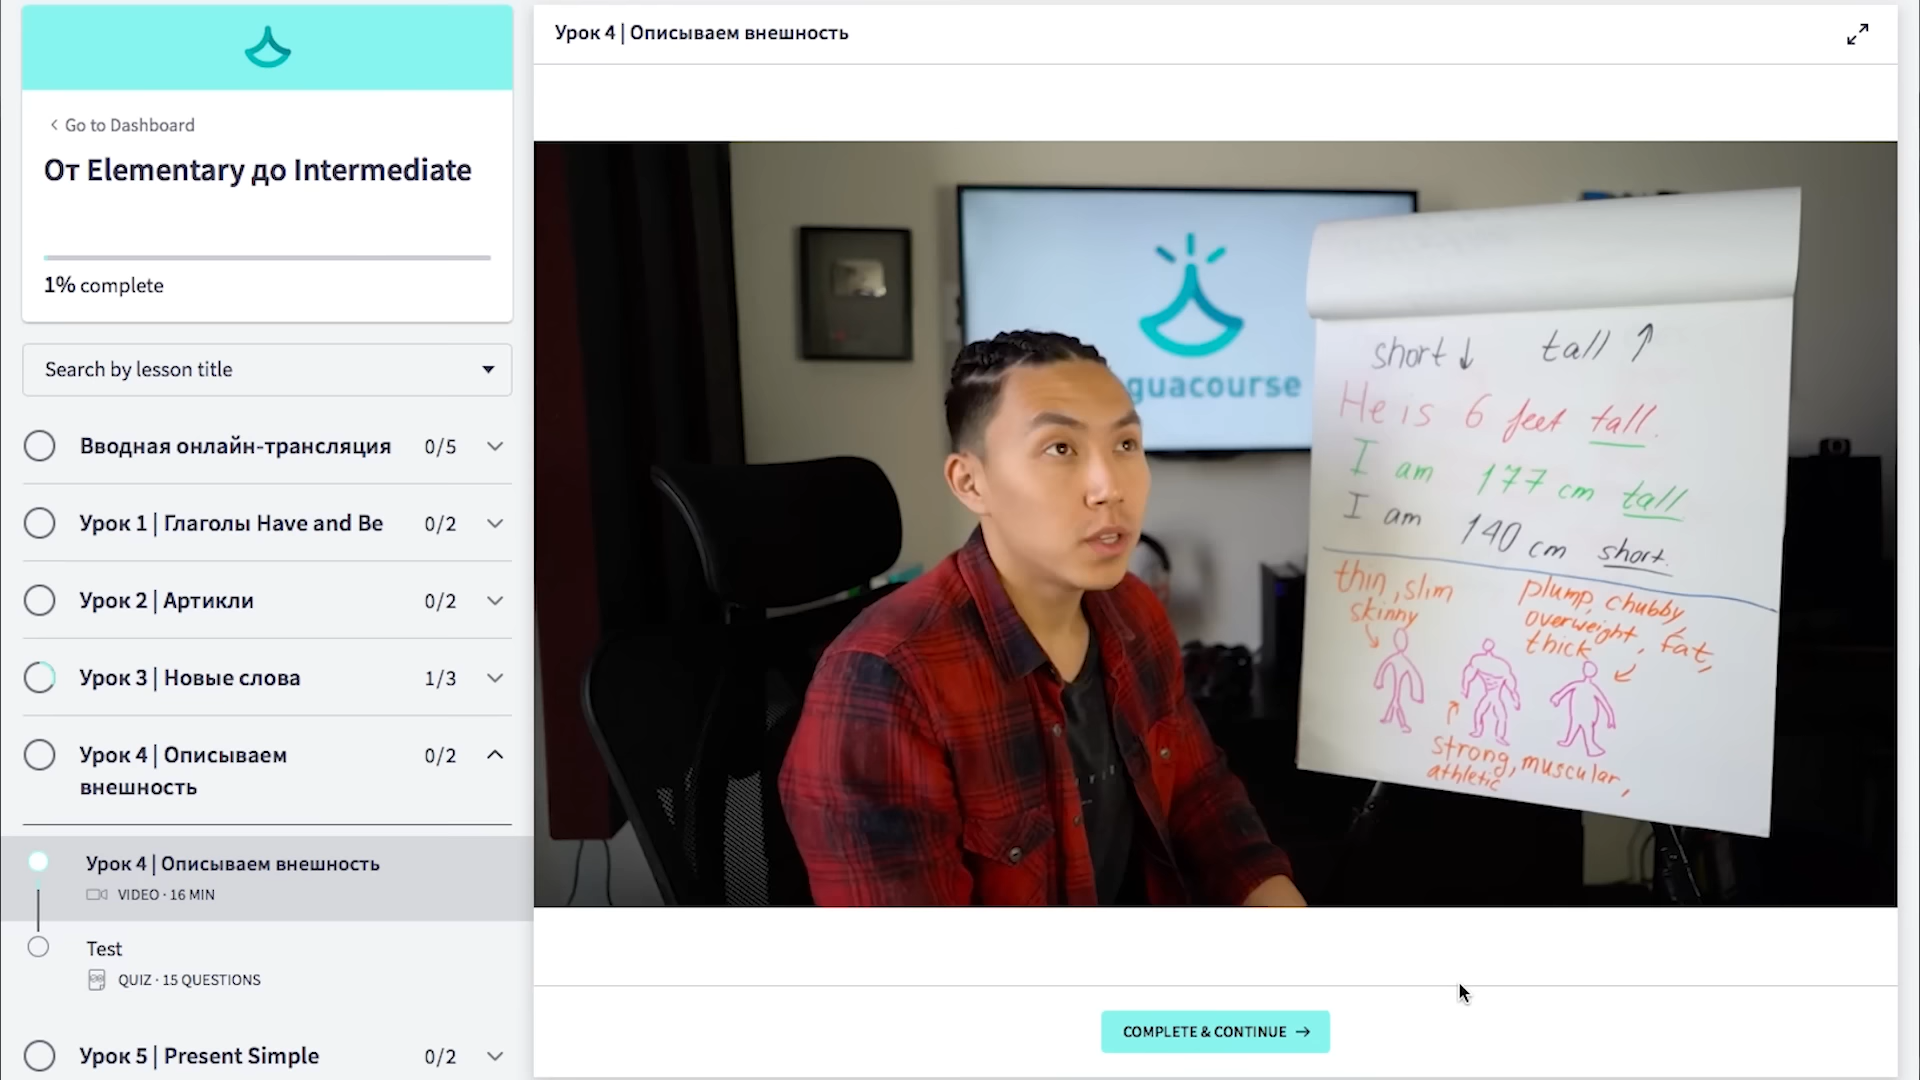 Go to Dashboard
От Elementary до Intermediate
1% complete
Search by lesson title
Вводная онлайн-трансляция 0/5
Урок 1 | Глаголы Have and Be 0/2
Урок 2 | Артикли 0/2
Урок 3 | Новые слова 1/3
Урок 4 | Описываем 0/2
внешность
Урок 4 | Описываем внешность
VIDEO · 16 MIN
Test
QUIZ · 15 QUESTIONS
Урок 5 | Present Simple 0/2
Урок 4 | Описываем внешность
guacourse
short ↓ tall ↑
He is 6 feet tall.
I am 177 cm tall
I am 140 cm short.
thin, slim
skinny
plump, chubby
overweight, fat,
thick
strong, muscular,
athletic
COMPLETE & CONTINUE →